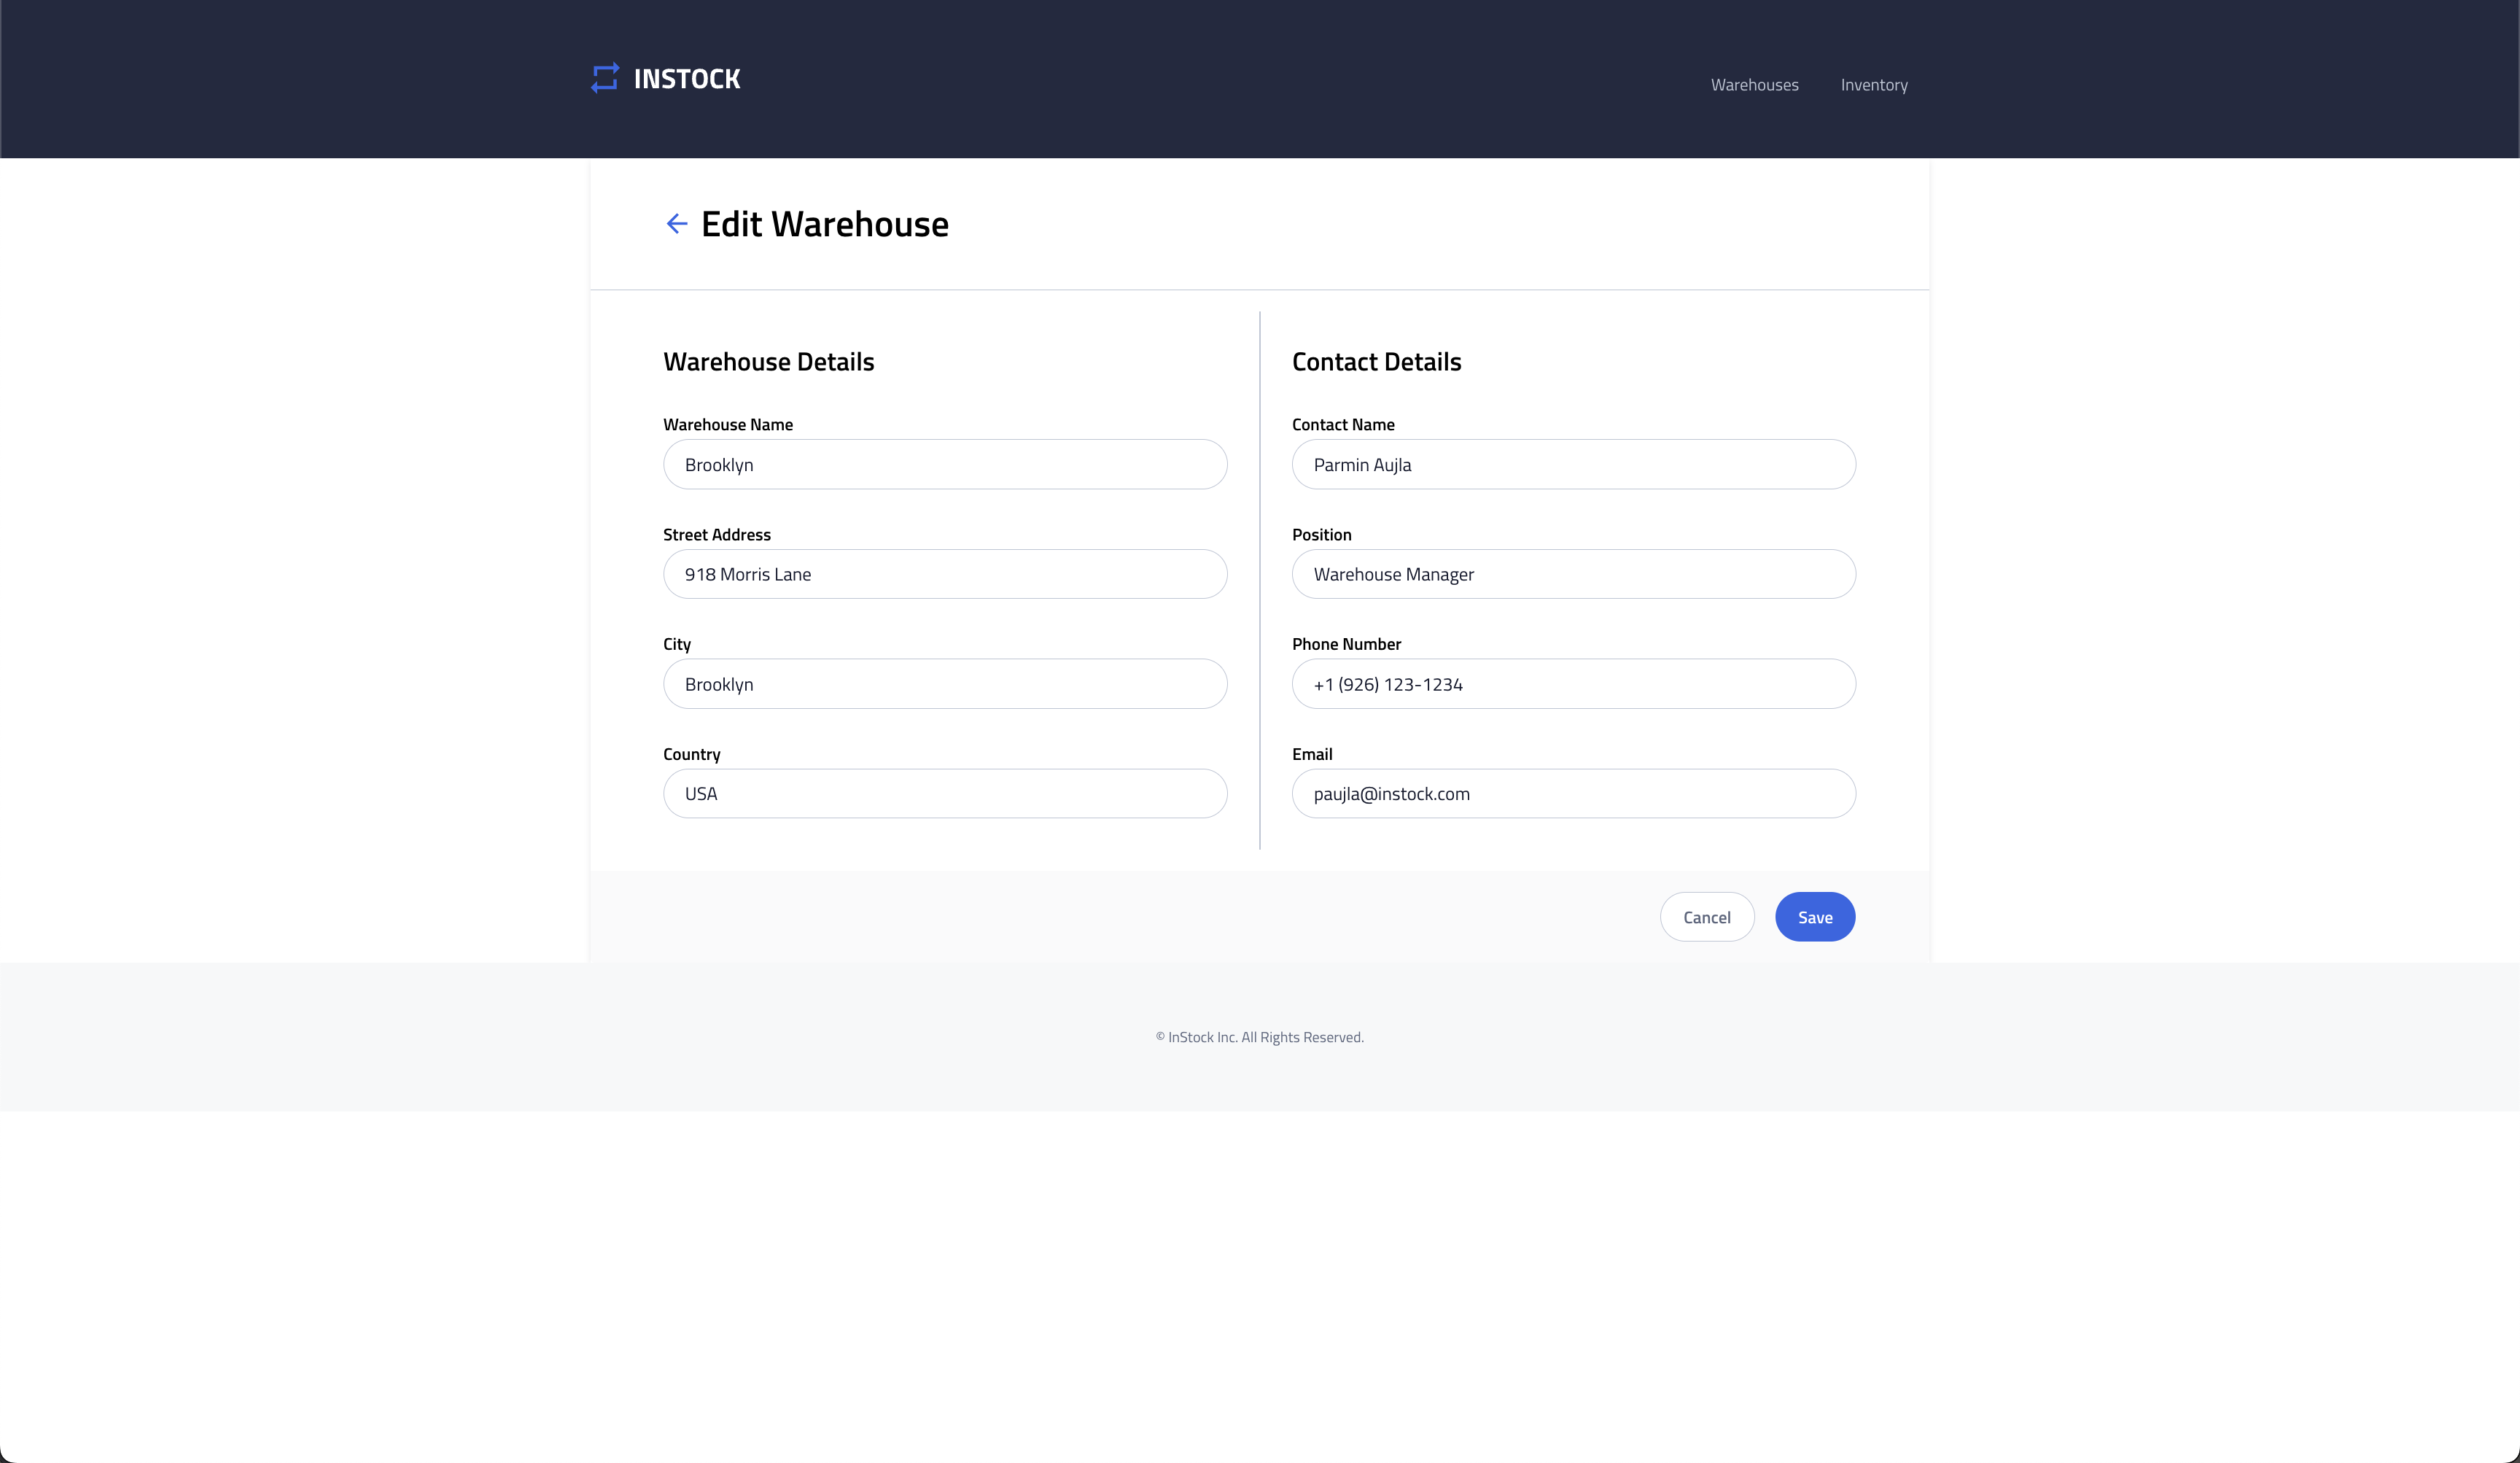 INSTOCK
Warehouses Inventory
Edit Warehouse
Warehouse Details
Warehouse Name
Brooklyn
Street Address
918 Morris Lane
City
Brooklyn
Country
USA
Contact Details
Contact Name
Parmin Aujla
Position
Warehouse Manager
Phone Number
+1 (926) 123-1234
Email
paujla@instock.com
Cancel Save
© InStock Inc. All Rights Reserved.